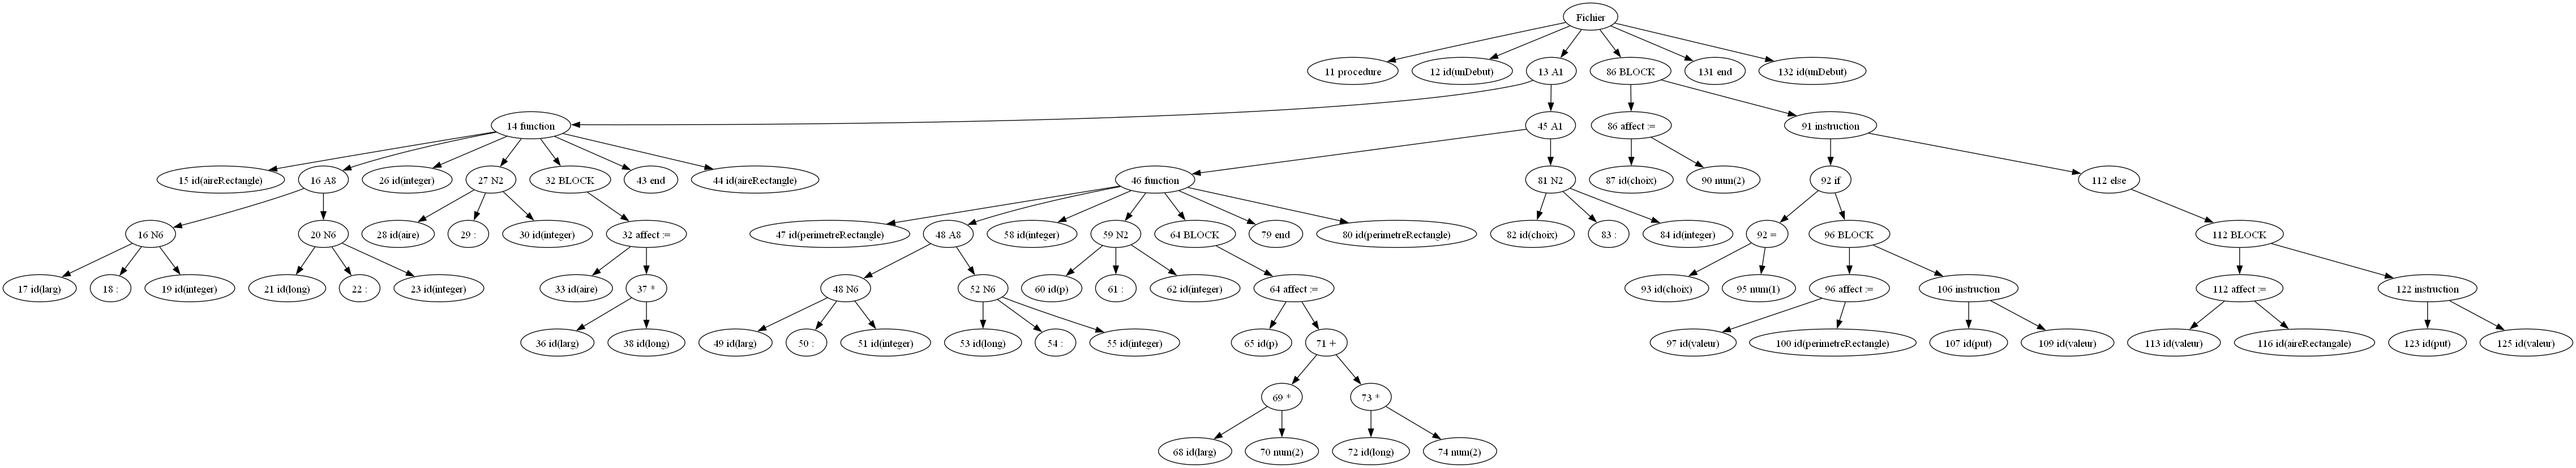 Fichier
11 procedure
12 id(unDebut)
13 A1
86 BLOCK
131 end
132 id(unDebut)
14 function
45 A1
86 affect :=
91 instruction
15 id(aireRectangle)
16 A8
26 id(integer)
27 N2
32 BLOCK
43 end
44 id(aireRectangle)
46 function
81 N2
87 id(choix)
90 num(2)
92 if
112 else
16 N6
20 N6
28 id(aire)
29 :
30 id(integer)
32 affect :=
47 id(perimetreRectangle)
48 A8
58 id(integer)
59 N2
64 BLOCK
79 end
80 id(perimetreRectangle)
82 id(choix)
83 :
84 id(integer)
92 =
96 BLOCK
112 BLOCK
17 id(larg)
18 :
19 id(integer)
21 id(long)
22 :
23 id(integer)
33 id(aire)
37 *
48 N6
52 N6
60 id(p)
61 :
62 id(integer)
64 affect :=
93 id(choix)
95 num(1)
96 affect :=
106 instruction
112 affect :=
122 instruction
36 id(larg)
38 id(long)
49 id(larg)
50 :
51 id(integer)
53 id(long)
54 :
55 id(integer)
65 id(p)
71 +
97 id(valeur)
100 id(perimetreRectangle)
107 id(put)
109 id(valeur)
113 id(valeur)
116 id(aireRectangale)
123 id(put)
125 id(valeur)
69 *
73 *
68 id(larg)
70 num(2)
72 id(long)
74 num(2)